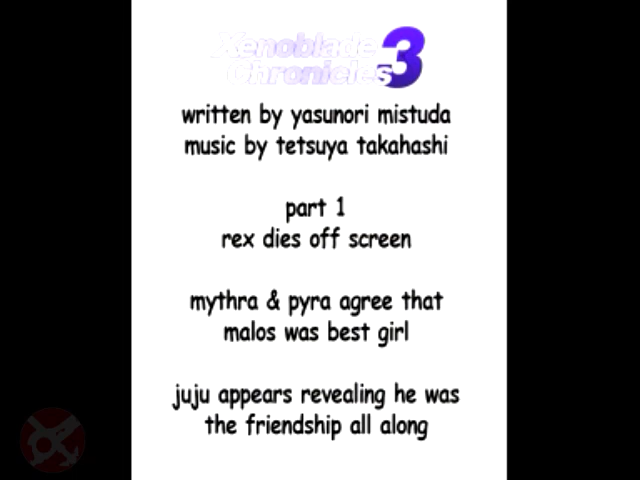 Xenoblade
Chronicles 3
written by yasunori mistuda
music by tetsuya takahashi
part 1
rex dies off screen
mythra & pyra agree that
malos was best girl
juju appears revealing he was
the friendship all along